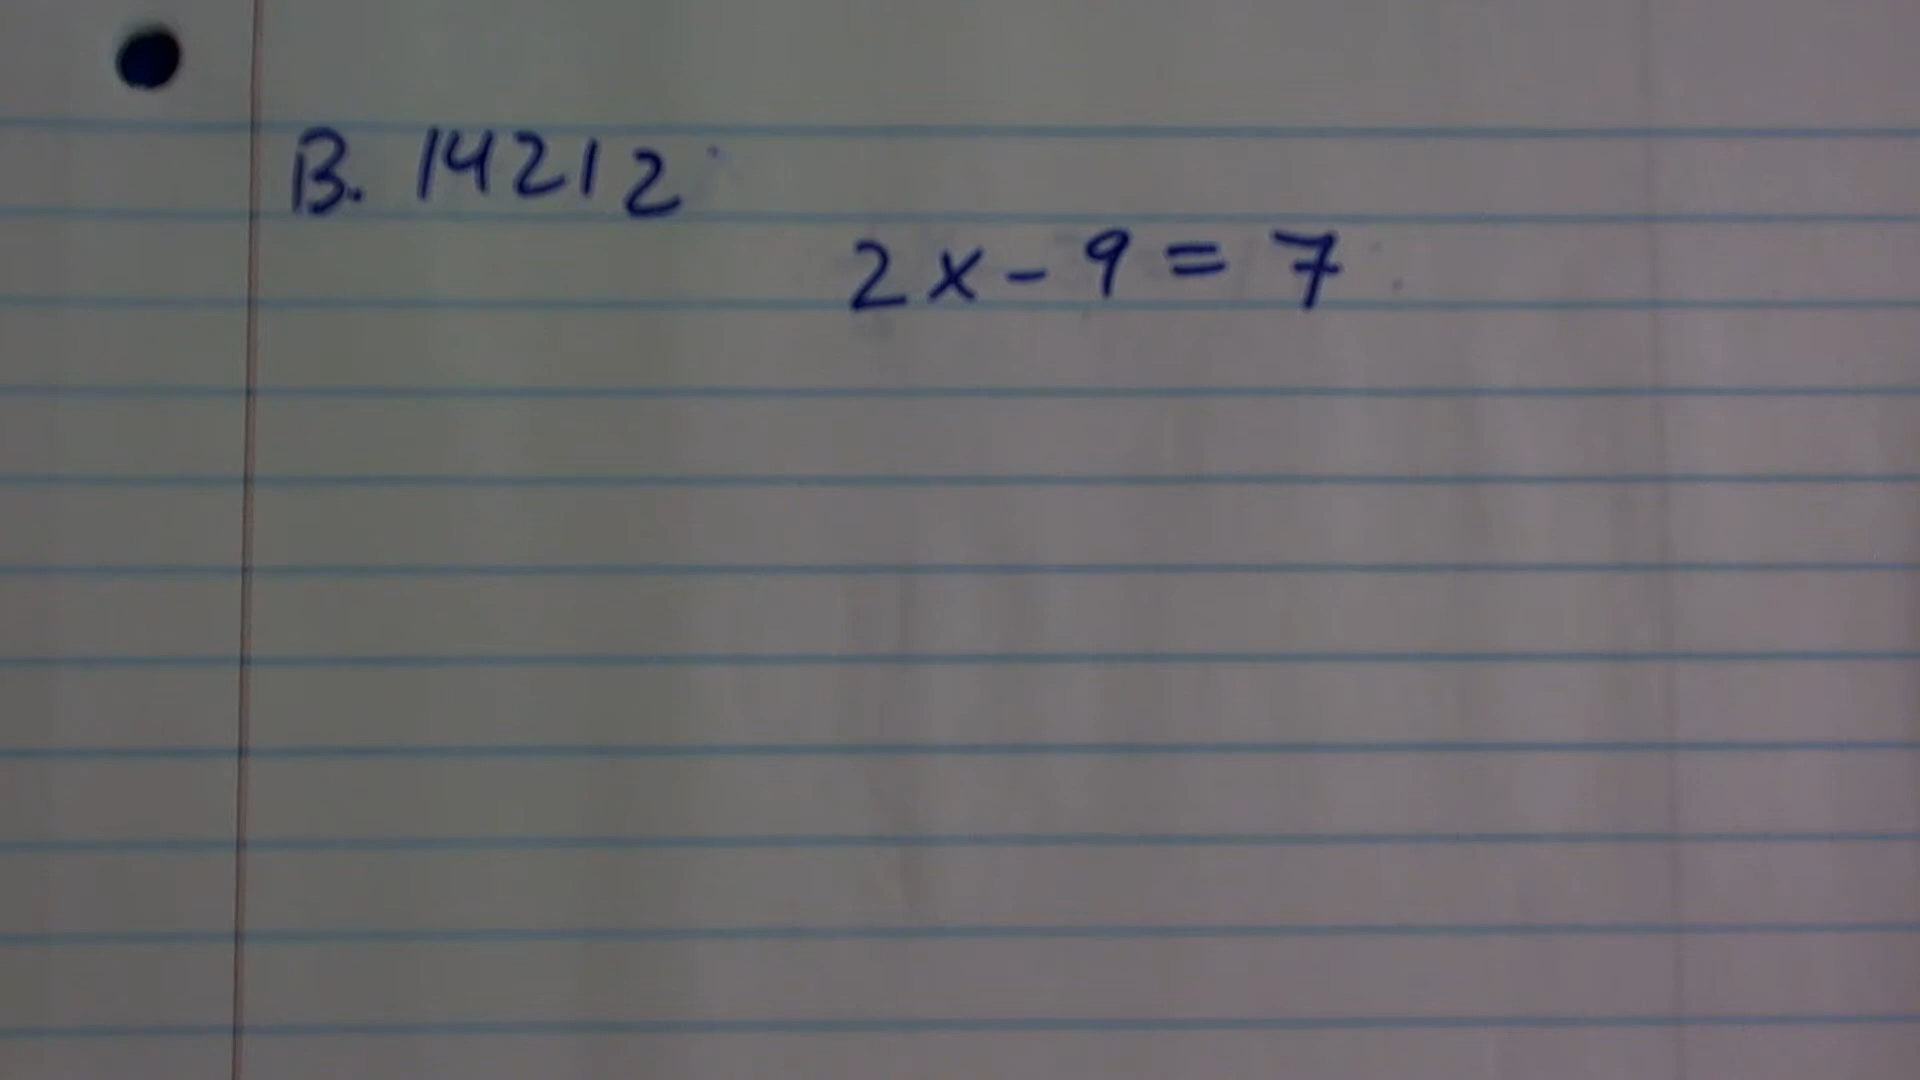 B. 14212
2x - 9 = 7